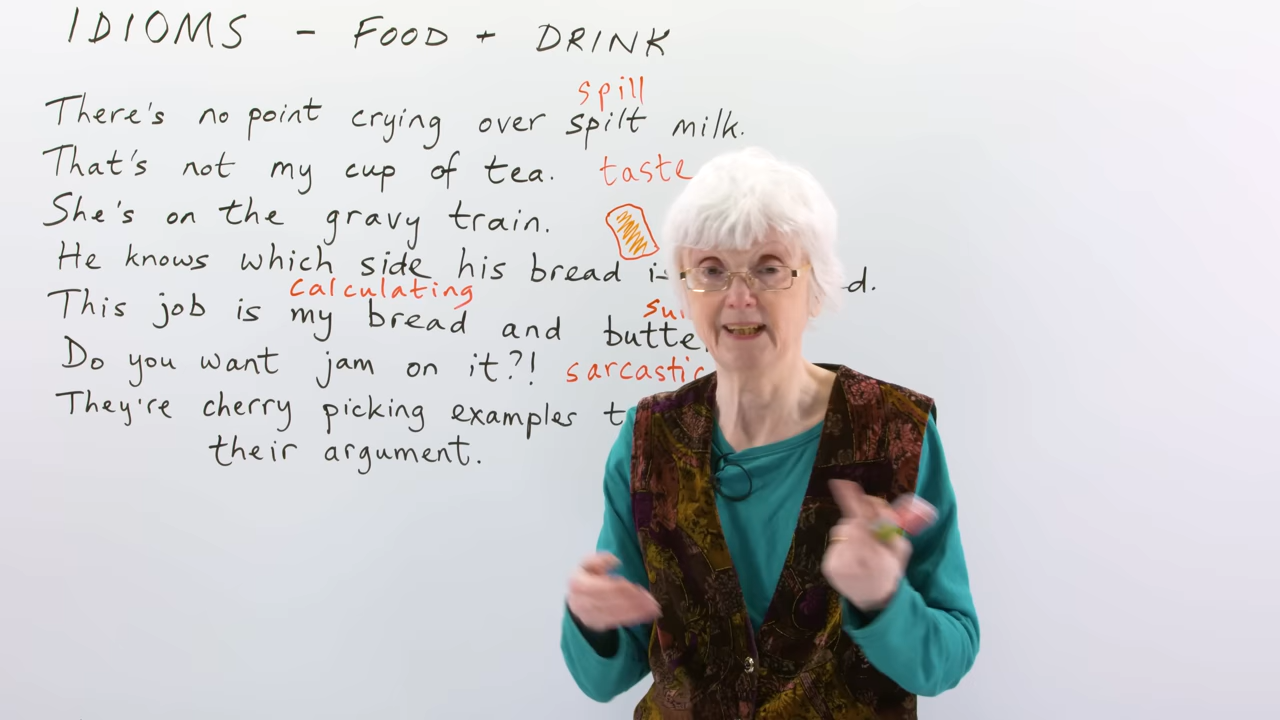 IDIOMS - FOOD + DRINK
spill
There's no point crying over spilt milk.
That's not my cup of tea. taste
She's on the gravy train.
He knows which side his bread
calculating
This job is my bread and
Do you want jam on it?! sarcastic
They're cherry picking examples
their argument.